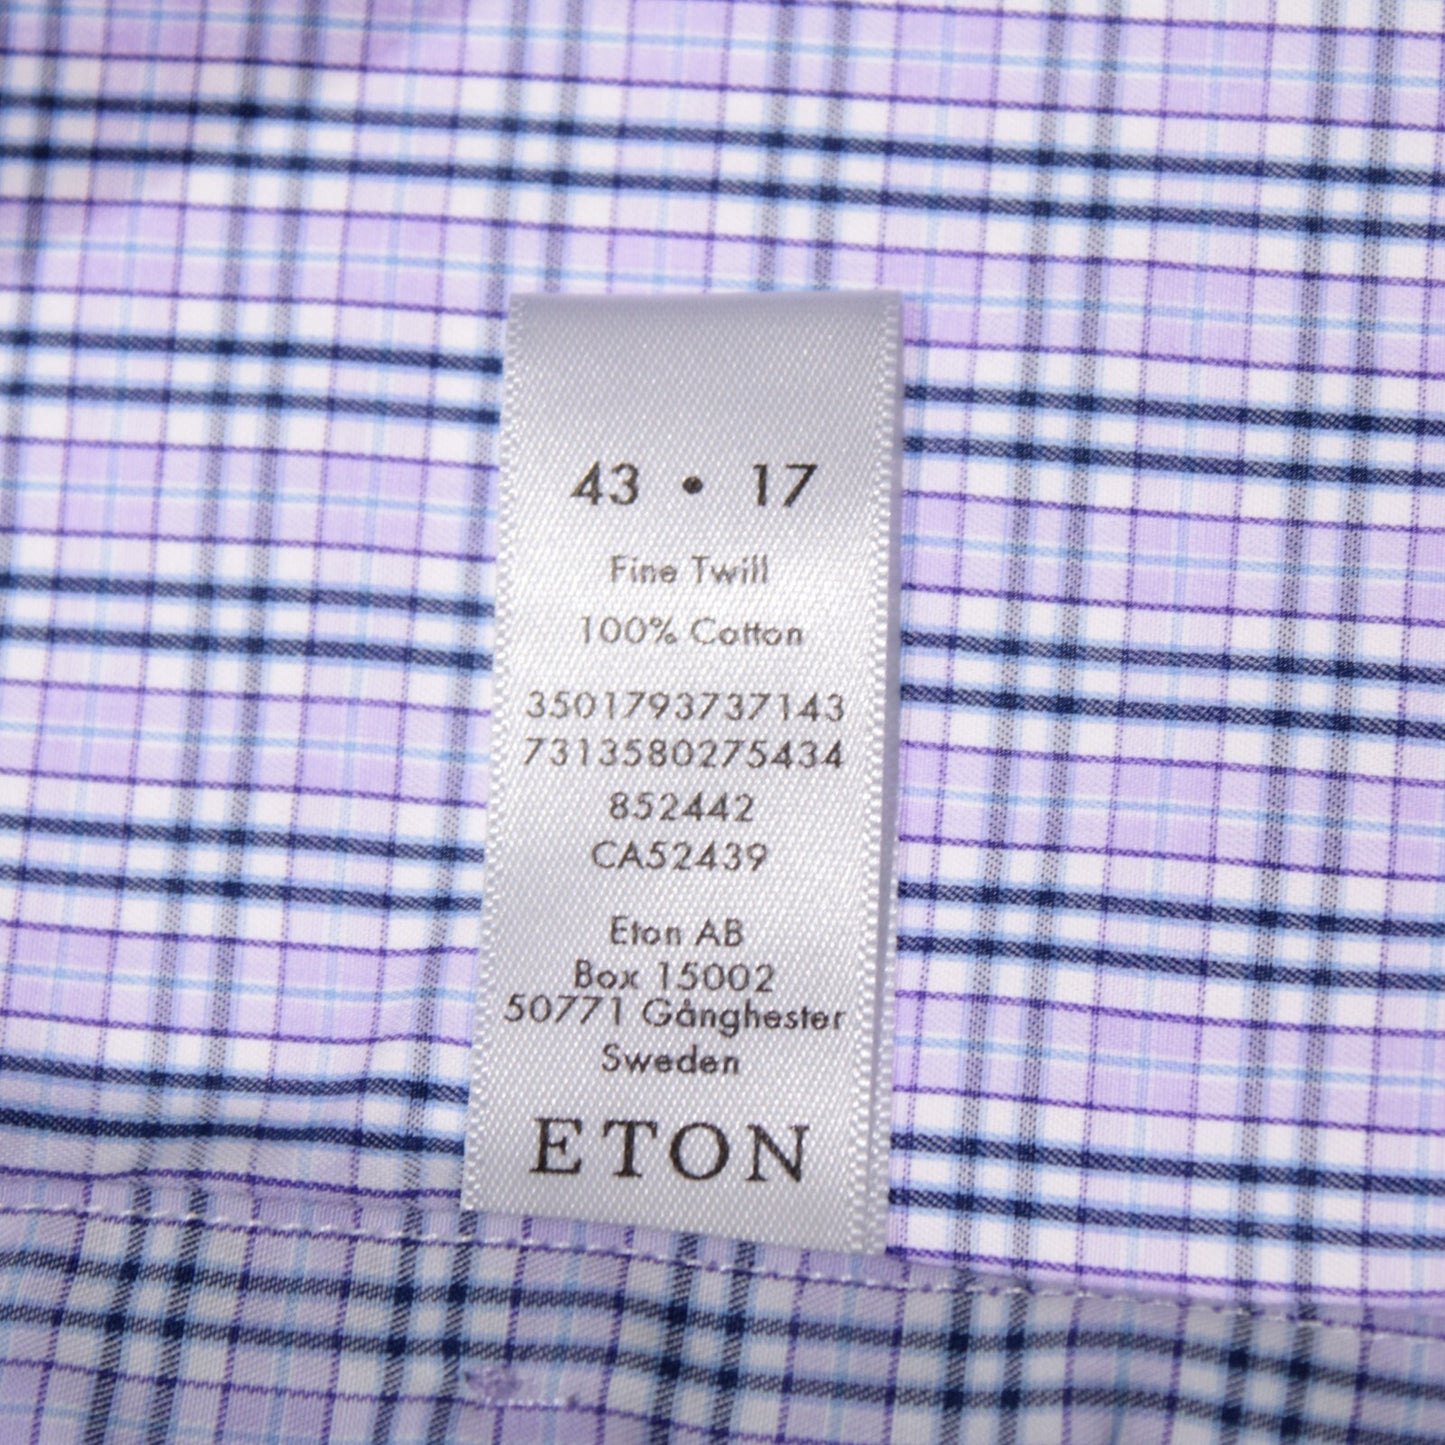 43 • 17
Fine Twill
100% Cotton
3501793737143
7313580275434
852442
CA52439
Eton AB
Box 15002
50771 Gånghester
Sweden
ETON